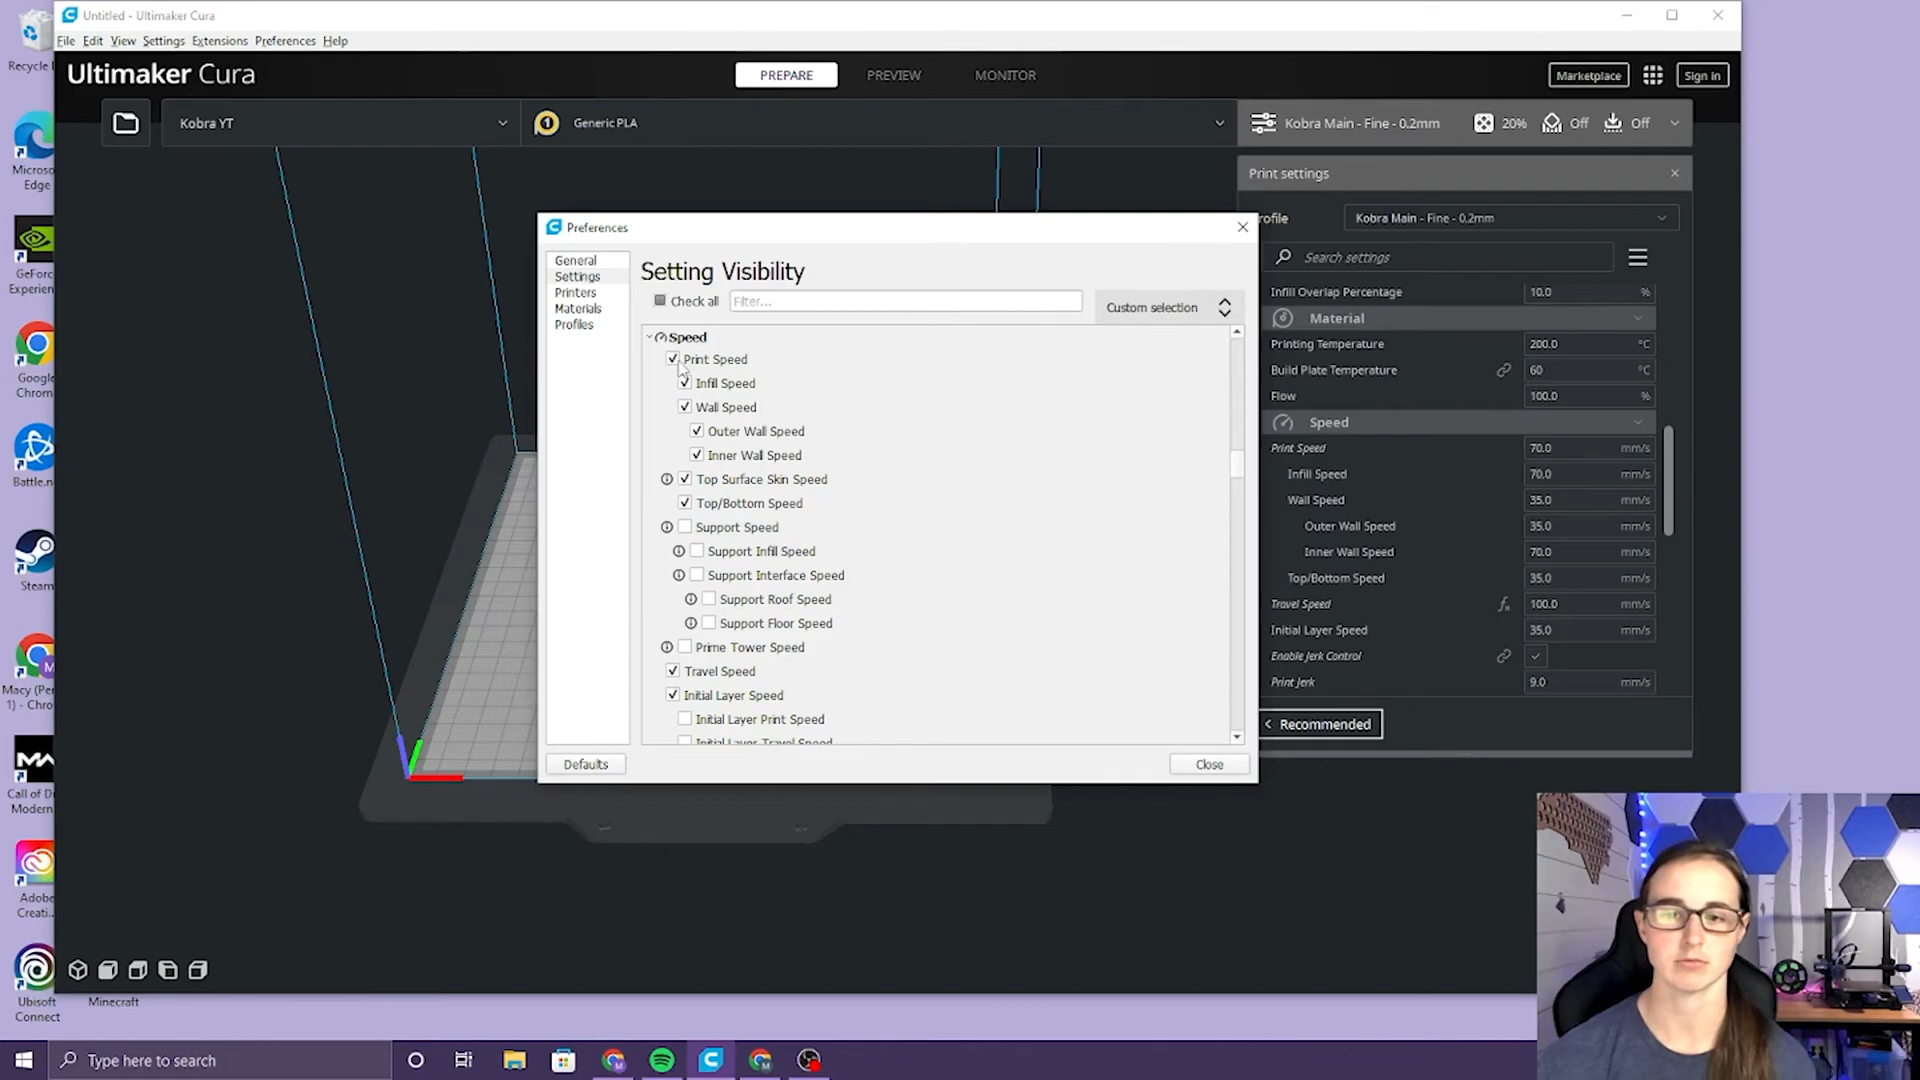 Untitled - Ultimaker Cura
File Edit View Settings Extensions Preferences Help
Ultimaker Cura
PREPARE
PREVIEW
MONITOR
Marketplace
Sign in
Kobra YT
1
Generic PLA
Kobra Main - Fine - 0.2mm
20%
Off
Off
Print settings
rofile
Kobra Main - Fine - 0.2mm
Search settings
Infill Overlap Percentage 10.0 %
Material
Printing Temperature 200.0 °C
Build Plate Temperature 60 °C
Flow 100.0 %
Speed
Print Speed 70.0 mm/s
Infill Speed 70.0 mm/s
Wall Speed 35.0 mm/s
Outer Wall Speed 35.0 mm/s
Inner Wall Speed 70.0 mm/s
Top/Bottom Speed 35.0 mm/s
Travel Speed 100.0 mm/s
Initial Layer Speed 35.0 mm/s
Enable Jerk Control
Print Jerk 9.0 mm/s
Recommended
Preferences
General
Settings
Printers
Materials
Profiles
Setting Visibility
Check all
Filter...
Custom selection
Speed
Print Speed
Infill Speed
Wall Speed
Outer Wall Speed
Inner Wall Speed
Top Surface Skin Speed
Top/Bottom Speed
Support Speed
Support Infill Speed
Support Interface Speed
Support Roof Speed
Support Floor Speed
Prime Tower Speed
Travel Speed
Initial Layer Speed
Initial Layer Print Speed
Initial Layer Travel Speed
Defaults
Close
Recycle
Micros
Edge
GeFor
Experien
Google
Chrom
Battle.n
Steam
M
Macy (Per
1) - Chro
Call of D
Modern
Adobe
Creati...
Ubisoft
Connect
Minecraft
Type here to search